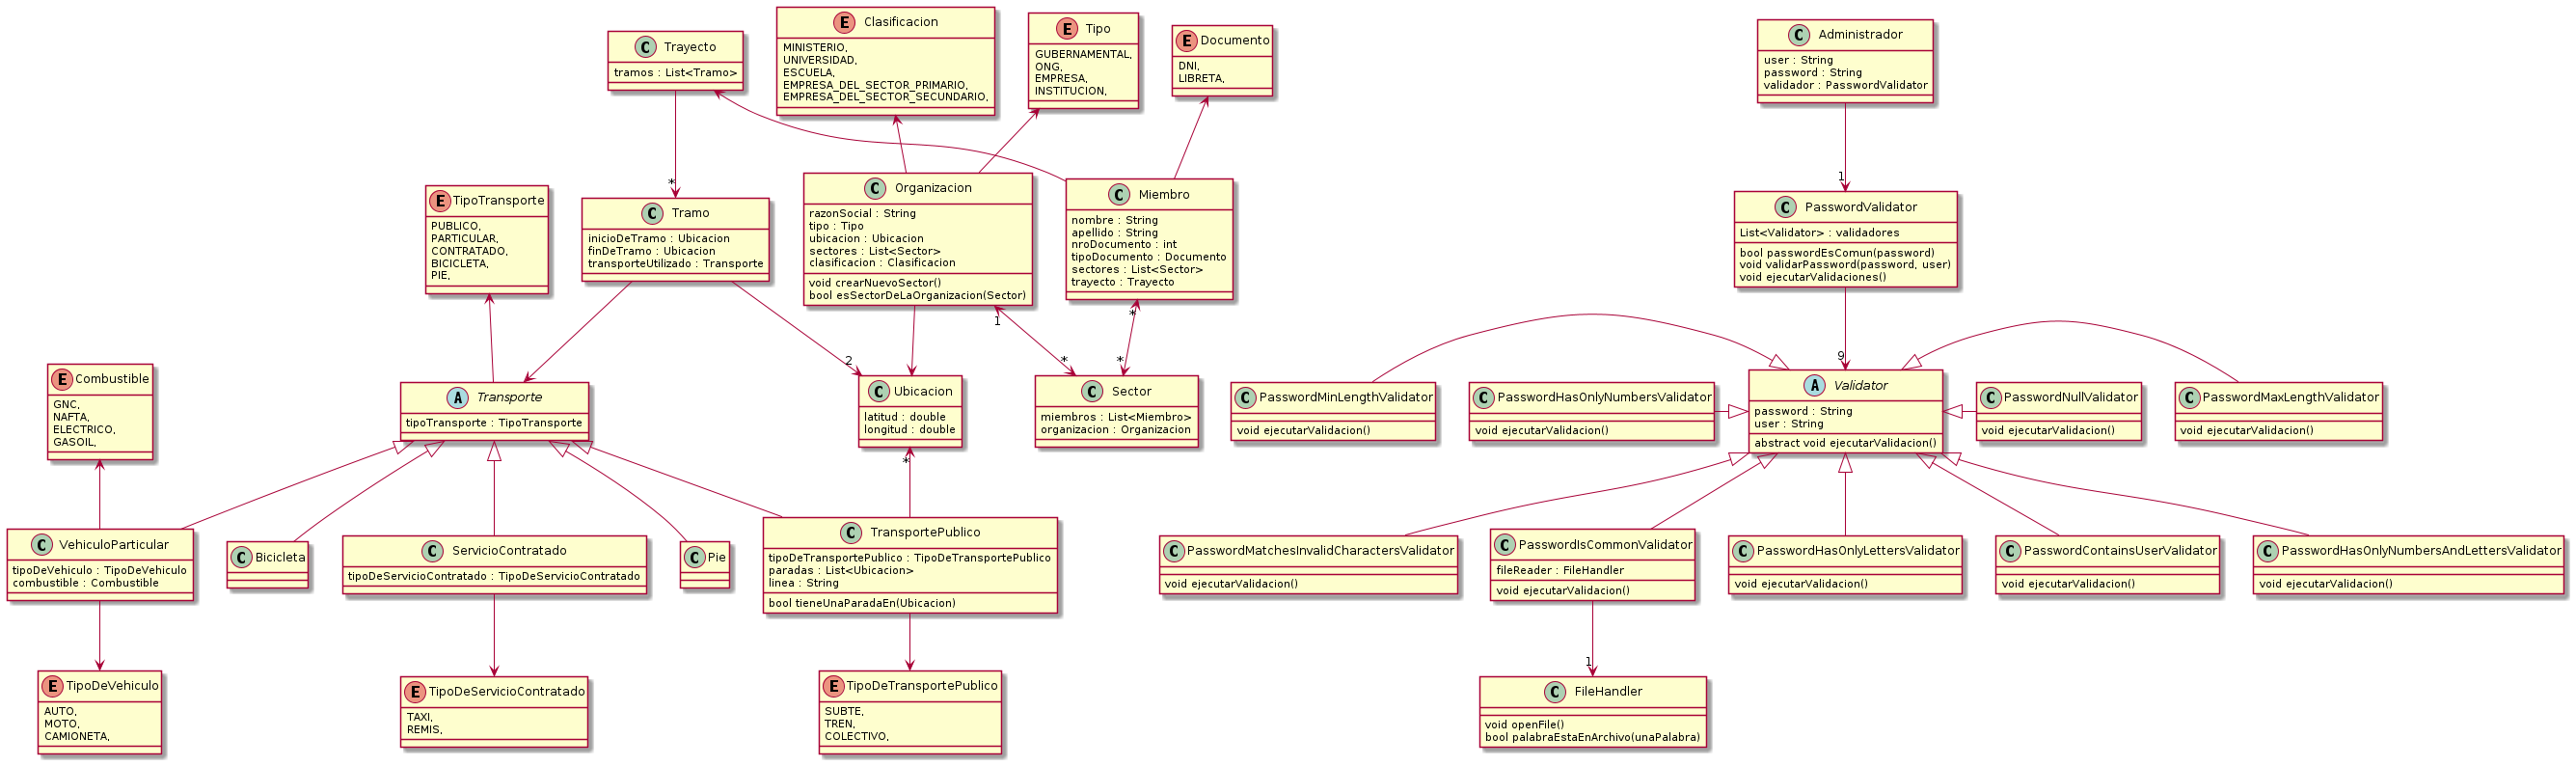 C Trayecto
tramos : List<Tramo>
E Clasificacion
MINISTERIO,
UNIVERSIDAD,
ESCUELA,
EMPRESA_DEL_SECTOR_PRIMARIO,
EMPRESA_DEL_SECTOR_SECUNDARIO,
E Tipo
GUBERNAMENTAL,
ONG,
EMPRESA,
INSTITUCION,
E Documento
DNI,
LIBRETA,
C Administrador
user : String
password : String
validador : PasswordValidator
*
1
E TipoTransporte
PUBLICO,
PARTICULAR,
CONTRATADO,
BICICLETA,
PIE,
C Tramo
inicioDeTramo : Ubicacion
finDeTramo : Ubicacion
transporteUtilizado : Transporte
C Organizacion
razonSocial : String
tipo : Tipo
ubicacion : Ubicacion
sectores : List<Sector>
clasificacion : Clasificacion
void crearNuevoSector()
bool esSectorDeLaOrganizacion(Sector)
C Miembro
nombre : String
apellido : String
nroDocumento : int
tipoDocumento : Documento
sectores : List<Sector>
trayecto : Trayecto
C PasswordValidator
List<Validator> : validadores
bool passwordEsComun(password)
void validarPassword(password, user)
void ejecutarValidaciones()
1
*
2
*
*
9
E Combustible
GNC,
NAFTA,
ELECTRICO,
GASOIL,
A Transporte
tipoTransporte : TipoTransporte
C Ubicacion
latitud : double
longitud : double
C Sector
miembros : List<Miembro>
organizacion : Organizacion
C PasswordMinLengthValidator
void ejecutarValidacion()
C PasswordHasOnlyNumbersValidator
void ejecutarValidacion()
A Validator
password : String
user : String
abstract void ejecutarValidacion()
C PasswordNullValidator
void ejecutarValidacion()
C PasswordMaxLengthValidator
void ejecutarValidacion()
*
C VehiculoParticular
tipoDeVehiculo : TipoDeVehiculo
combustible : Combustible
C Bicicleta
C ServicioContratado
tipoDeServicioContratado : TipoDeServicioContratado
C Pie
C TransportePublico
tipoDeTransportePublico : TipoDeTransportePublico
paradas : List<Ubicacion>
linea : String
bool tieneUnaParadaEn(Ubicacion)
C PasswordMatchesInvalidCharactersValidator
void ejecutarValidacion()
C PasswordIsCommonValidator
fileReader : FileHandler
void ejecutarValidacion()
C PasswordHasOnlyLettersValidator
void ejecutarValidacion()
C PasswordContainsUserValidator
void ejecutarValidacion()
C PasswordHasOnlyNumbersAndLettersValidator
void ejecutarValidacion()
1
E TipoDeVehiculo
AUTO,
MOTO,
CAMIONETA,
E TipoDeServicioContratado
TAXI,
REMIS,
E TipoDeTransportePublico
SUBTE,
TREN,
COLECTIVO,
C FileHandler
void openFile()
bool palabraEstaEnArchivo(unaPalabra)